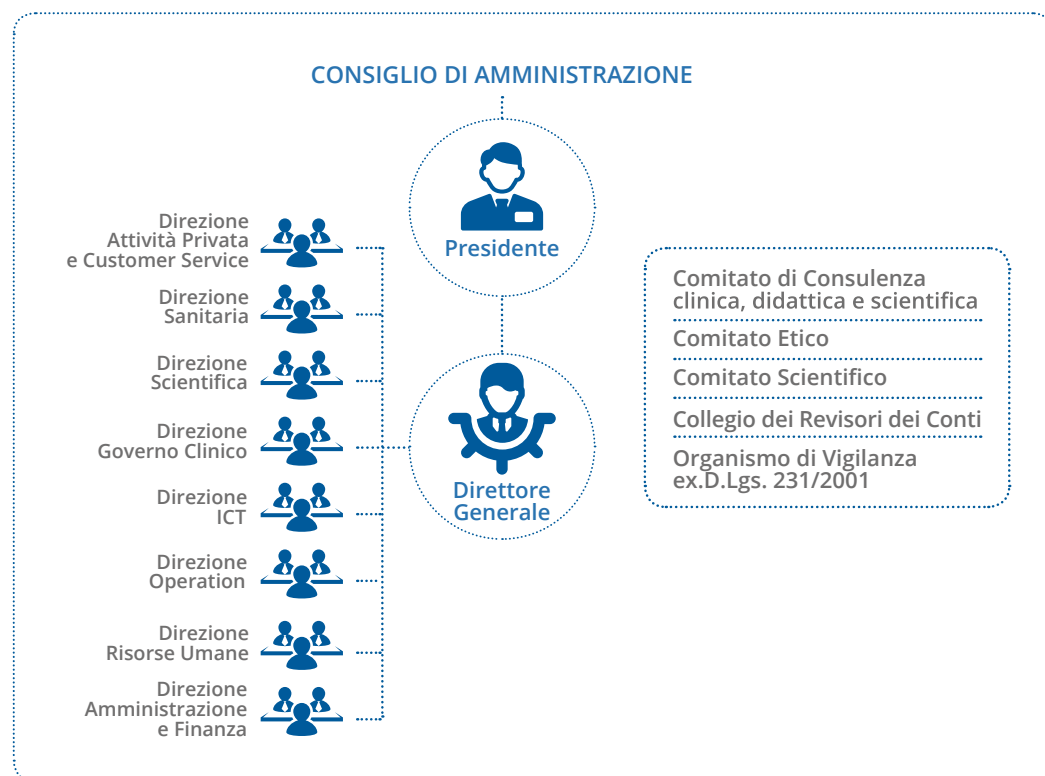 CONSIGLIO DI AMMINISTRAZIONE
Presidente
Direttore
Generale
Direzione
Attività Privata
e Customer Service
Direzione
Sanitaria
Direzione
Scientifica
Direzione
Governo Clinico
Direzione
ICT
Direzione
Operation
Direzione
Risorse Umane
Direzione
Amministrazione
e Finanza
Comitato di Consulenza
clinica, didattica e scientifica
Comitato Etico
Comitato Scientifico
Collegio dei Revisori dei Conti
Organismo di Vigilanza
ex.D.Lgs. 231/2001